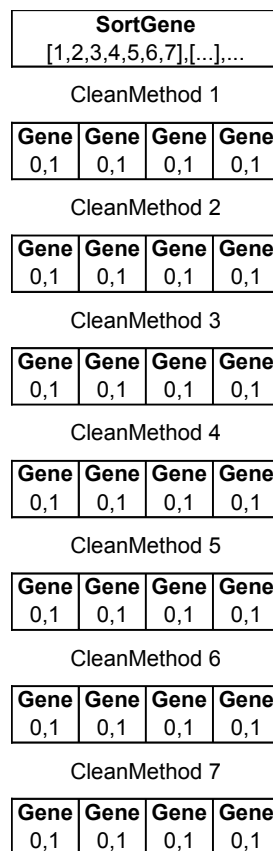 SortGene
[1,2,3,4,5,6,7],[...],...
CleanMethod 1
Gene Gene Gene Gene
0,1 0,1 0,1 0,1
CleanMethod 2
Gene Gene Gene Gene
0,1 0,1 0,1 0,1
CleanMethod 3
Gene Gene Gene Gene
0,1 0,1 0,1 0,1
CleanMethod 4
Gene Gene Gene Gene
0,1 0,1 0,1 0,1
CleanMethod 5
Gene Gene Gene Gene
0,1 0,1 0,1 0,1
CleanMethod 6
Gene Gene Gene Gene
0,1 0,1 0,1 0,1
CleanMethod 7
Gene Gene Gene Gene
0,1 0,1 0,1 0,1